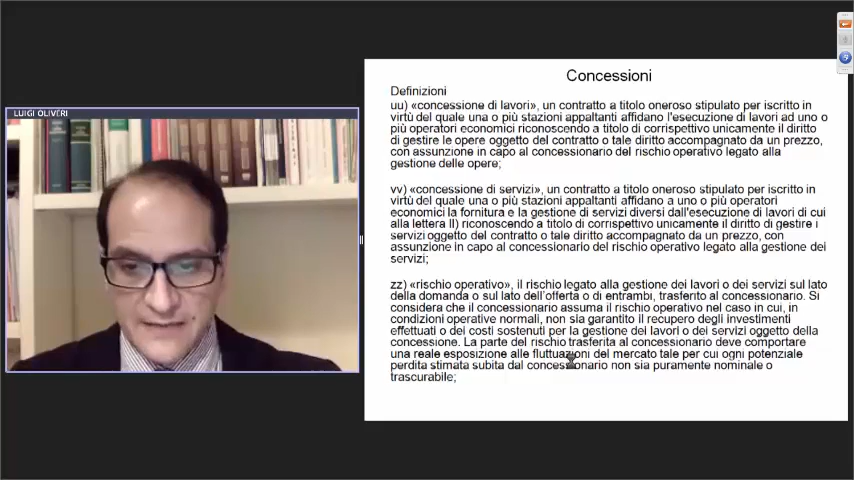 LUIGI OLIVERI
Concessioni
Definizioni
uu) «concessione di lavori», un contratto a titolo oneroso stipulato per iscritto in
virtù del quale una o più stazioni appaltanti affidano l'esecuzione di lavori ad uno o
più operatori economici riconoscendo a titolo di corrispettivo unicamente il diritto
di gestire le opere oggetto del contratto o tale diritto accompagnato da un prezzo,
con assunzione in capo al concessionario del rischio operativo legato alla
gestione delle opere;
vv) «concessione di servizi», un contratto a titolo oneroso stipulato per iscritto in
virtù del quale una o più stazioni appaltanti affidano a uno o più operatori
economici la fornitura e la gestione di servizi diversi dall'esecuzione di lavori di cui
alla lettera ll) riconoscendo a titolo di corrispettivo unicamente il diritto di gestire i
servizi oggetto del contratto o tale diritto accompagnato da un prezzo, con
assunzione in capo al concessionario del rischio operativo legato alla gestione dei
servizi;
zz) «rischio operativo», il rischio legato alla gestione dei lavori o dei servizi sul lato
della domanda o sul lato dell'offerta o di entrambi, trasferito al concessionario. Si
considera che il concessionario assuma il rischio operativo nel caso in cui, in
condizioni operative normali, non sia garantito il recupero degli investimenti
effettuati o dei costi sostenuti per la gestione dei lavori o dei servizi oggetto della
concessione. La parte del rischio trasferita al concessionario deve comportare
una reale esposizione alle fluttuazioni del mercato tale per cui ogni potenziale
perdita stimata subita dal concessionario non sia puramente nominale o
trascurabile;